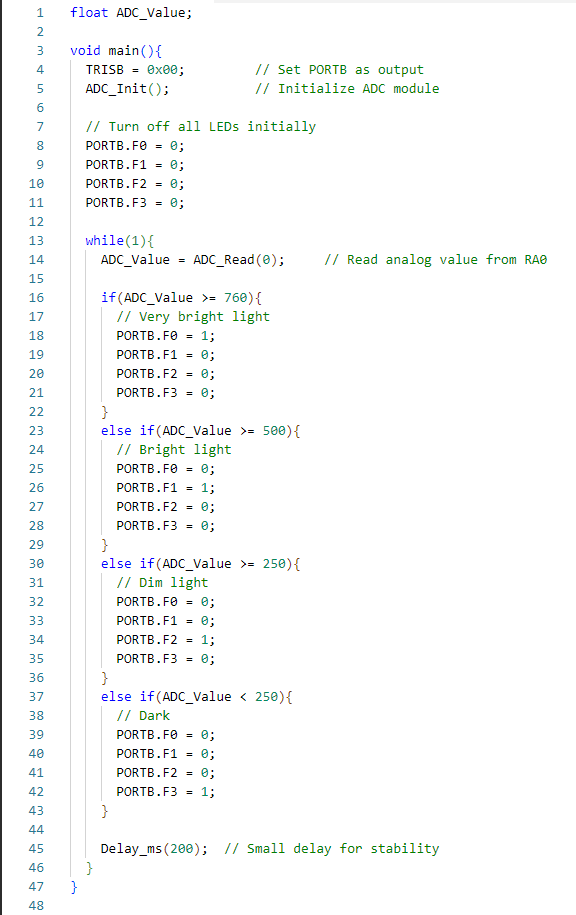 1 float ADC_Value;
2
3 void main(){
4 TRISB = 0x00; // Set PORTB as output
5 ADC_Init(); // Initialize ADC module
6
7 // Turn off all LEDs initially
8 PORTB.F0 = 0;
9 PORTB.F1 = 0;
10 PORTB.F2 = 0;
11 PORTB.F3 = 0;
12
13 while(1){
14 ADC_Value = ADC_Read(0); // Read analog value from RA0
15
16 if(ADC_Value >= 760){
17 // Very bright light
18 PORTB.F0 = 1;
19 PORTB.F1 = 0;
20 PORTB.F2 = 0;
21 PORTB.F3 = 0;
22 }
23 else if(ADC_Value >= 500){
24 // Bright light
25 PORTB.F0 = 0;
26 PORTB.F1 = 1;
27 PORTB.F2 = 0;
28 PORTB.F3 = 0;
29 }
30 else if(ADC_Value >= 250){
31 // Dim light
32 PORTB.F0 = 0;
33 PORTB.F1 = 0;
34 PORTB.F2 = 1;
35 PORTB.F3 = 0;
36 }
37 else if(ADC_Value < 250){
38 // Dark
39 PORTB.F0 = 0;
40 PORTB.F1 = 0;
41 PORTB.F2 = 0;
42 PORTB.F3 = 1;
43 }
44
45 Delay_ms(200); // Small delay for stability
46 }
47 }
48